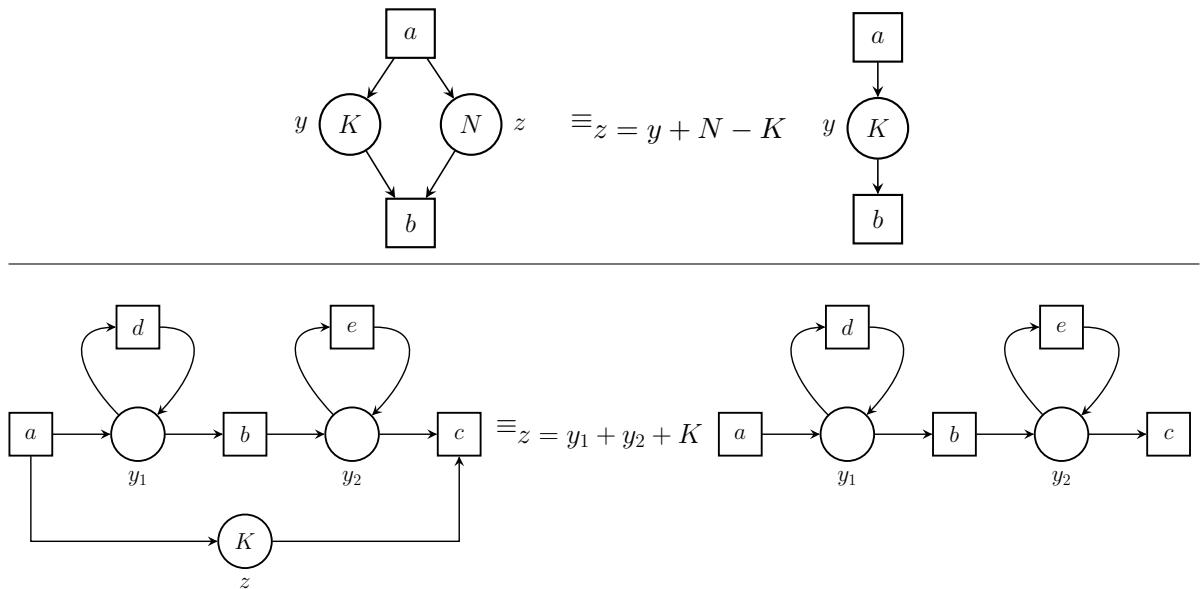 a a
y K N z ≡z = y + N − K y K
b b
d e d e
a b c ≡z = y₁ + y₂ + K a b c
y₁ y₂ y₁ y₂
K
z